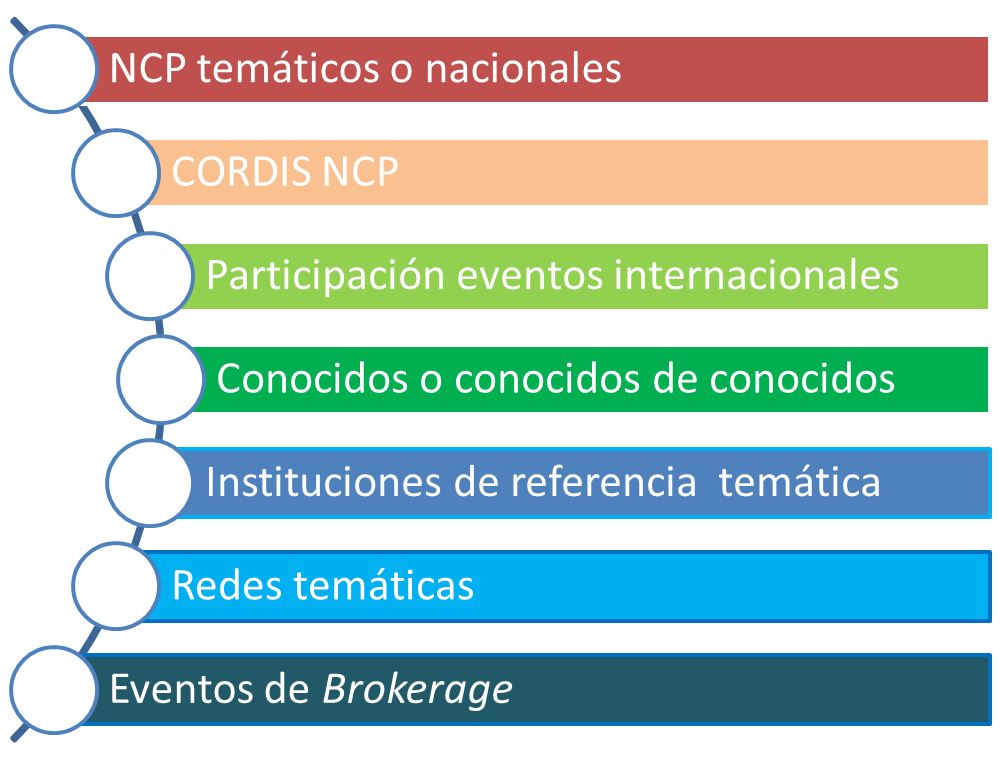 NCP temáticos o nacionales
CORDIS NCP
Participación eventos internacionales
Conocidos o conocidos de conocidos
Instituciones de referencia temática
Redes temáticas
Eventos de Brokerage